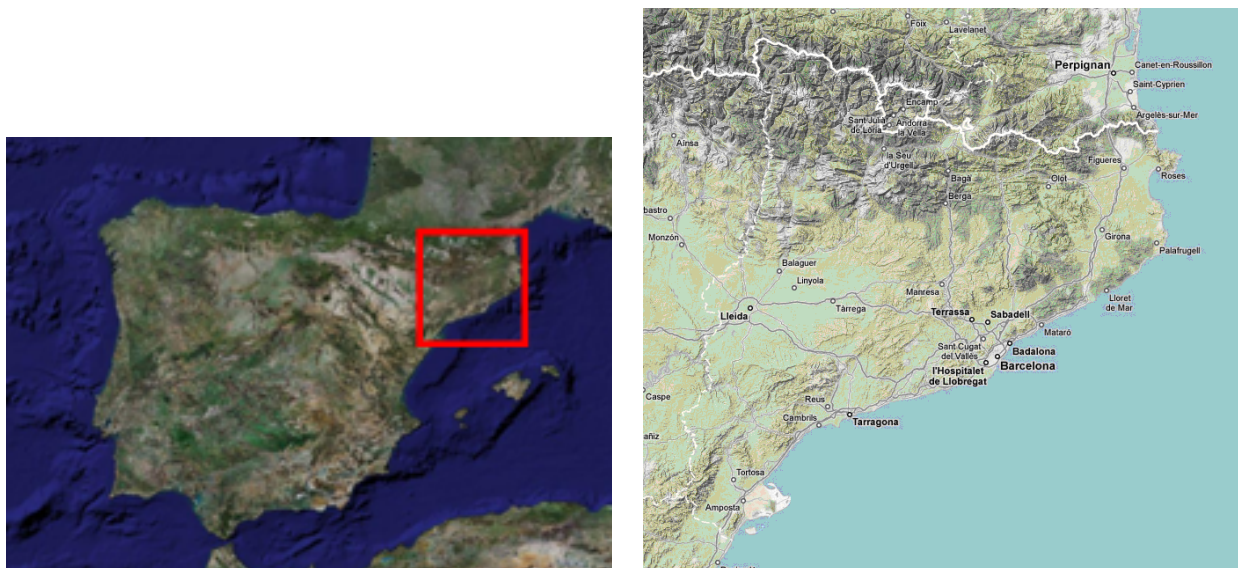 Foix
Lavelanet
Perpignan
Canet-en-Roussillon
Saint-Cyprien
Encamp
Argelès-sur-Mer
Sant Julià
de Lòria
Andorra
la Vella
Aínsa
la Seu
d'Urgell
Figueres
Bagà
Olot
Roses
Berga
bastro
Girona
Monzón
Palafrugell
Balaguer
Linyola
Manresa
Lloret
de Mar
Tàrrega
Lleida
Terrassa
Sabadell
Mataró
Sant Cugat
del Vallès
Badalona
Barcelona
l'Hospitalet
de Llobregat
Caspe
Reus
Cambrils
Tarragona
añiz
Tortosa
Amposta